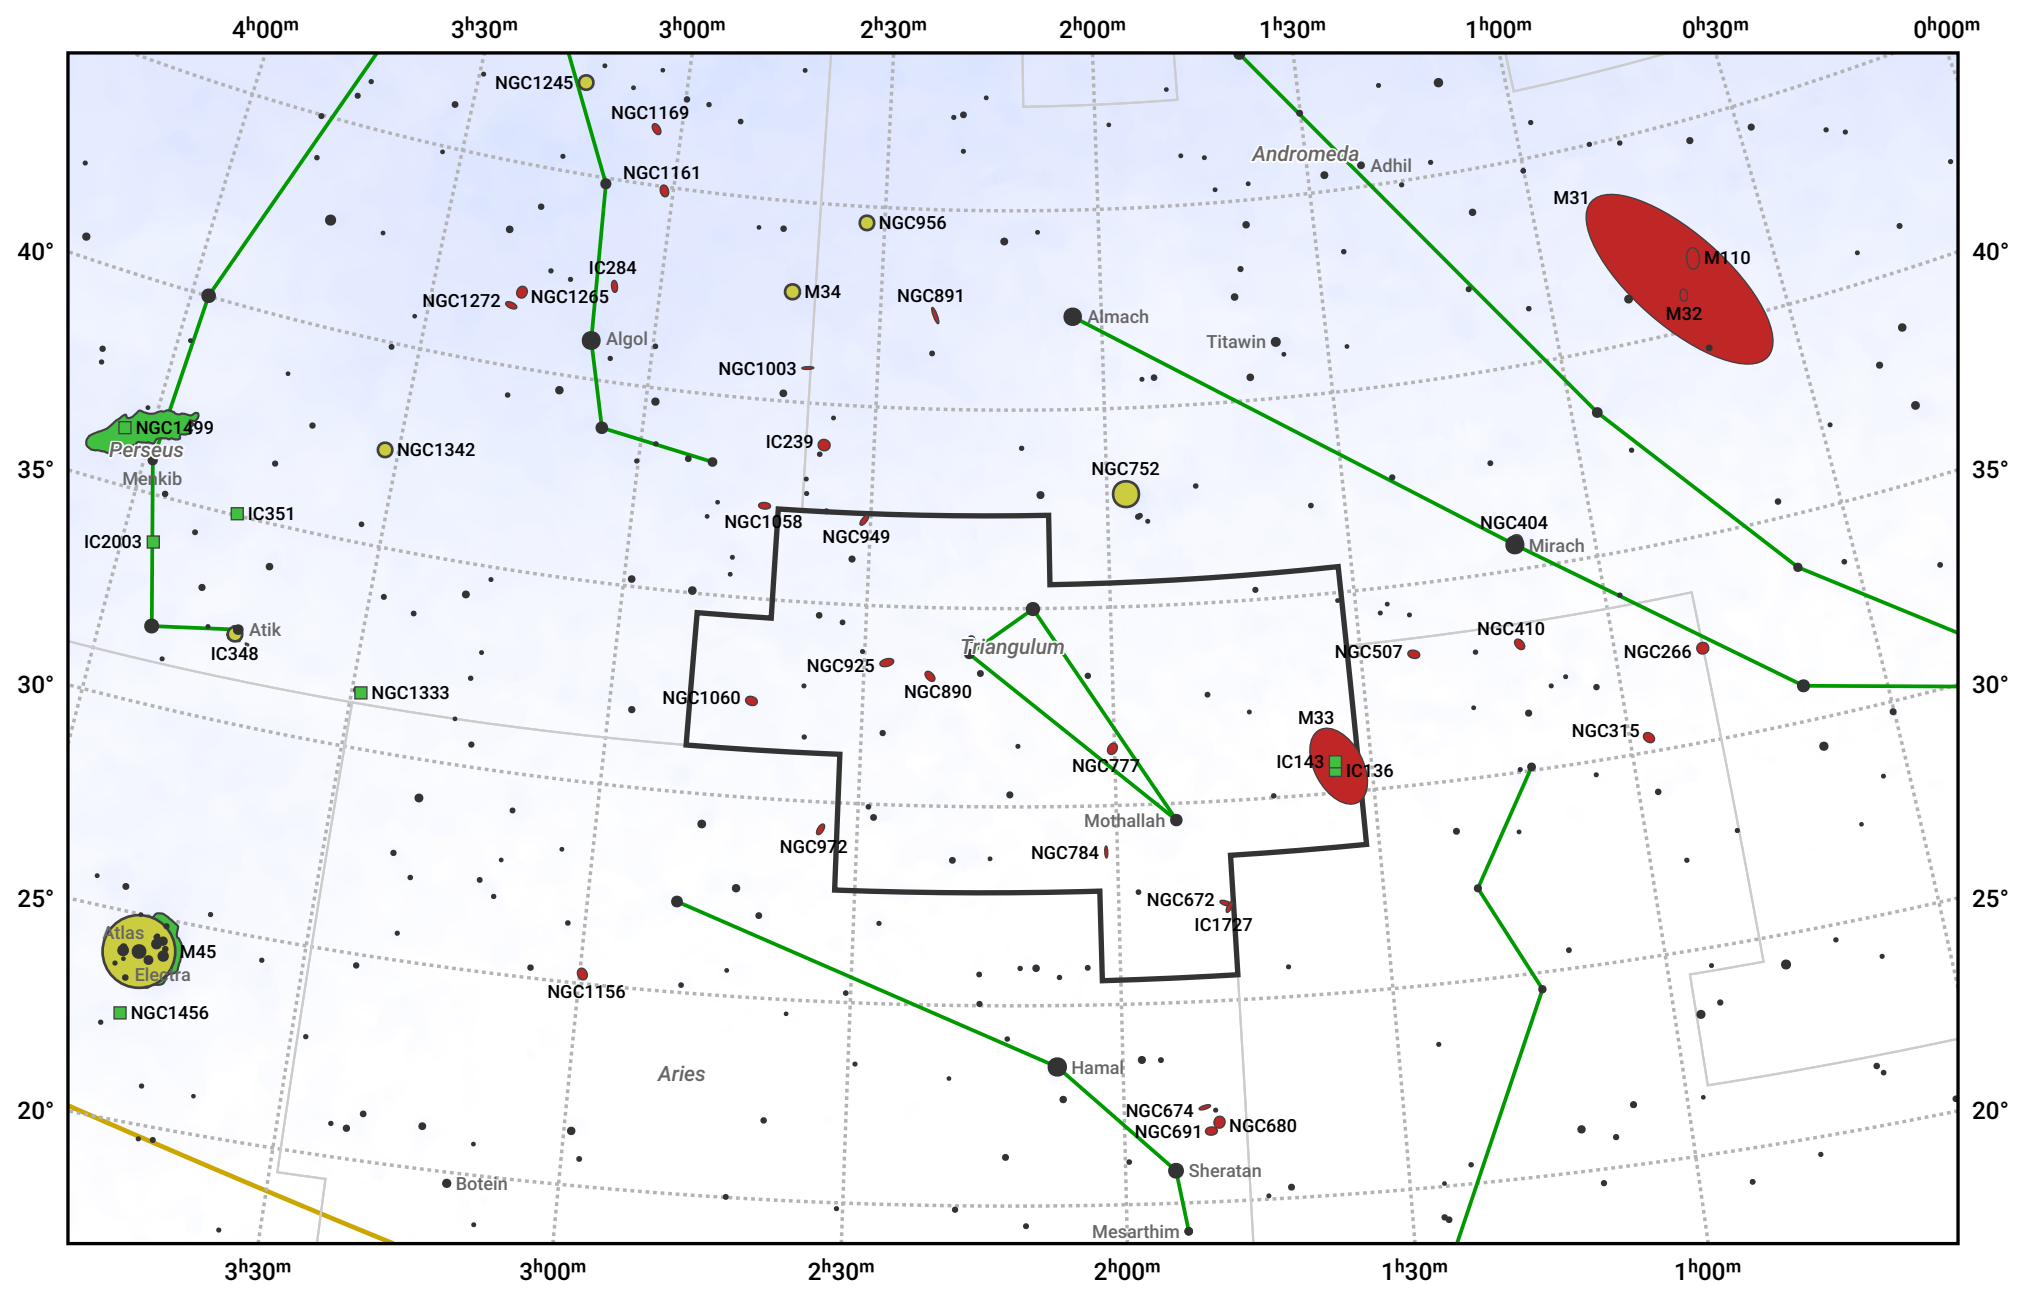 4ʰ00ᵐ
3ʰ30ᵐ
3ʰ00ᵐ
2ʰ30ᵐ
2ʰ00ᵐ
1ʰ30ᵐ
1ʰ00ᵐ
0ʰ30ᵐ
0ʰ00ᵐ
NGC1245
NGC1169
Andromeda
Adhil
NGC1161
M31
NGC956
40°
40°
M110
IC284
NGC1272
NGC1265
M34
NGC891
M32
Almach
Algol
Titawin
NGC1003
NGC1499
Perseus
NGC1342
IC239
35°
35°
NGC752
Menkib
IC351
NGC1058
NGC949
NGC404
IC2003
Mirach
Atik
IC348
Triangulum
NGC410
NGC507
NGC266
NGC925
NGC890
30°
30°
NGC1333
NGC1060
M33
NGC315
NGC777
IC143
IC136
Mothallah
NGC972
NGC784
25°
25°
NGC672
IC1727
Atlas
M45
Electra
NGC1156
NGC1456
Hamal
Aries
20°
20°
NGC674
NGC680
NGC691
Sheratan
Botein
Mesarthim
3ʰ30ᵐ
3ʰ00ᵐ
2ʰ30ᵐ
2ʰ00ᵐ
1ʰ30ᵐ
1ʰ00ᵐ